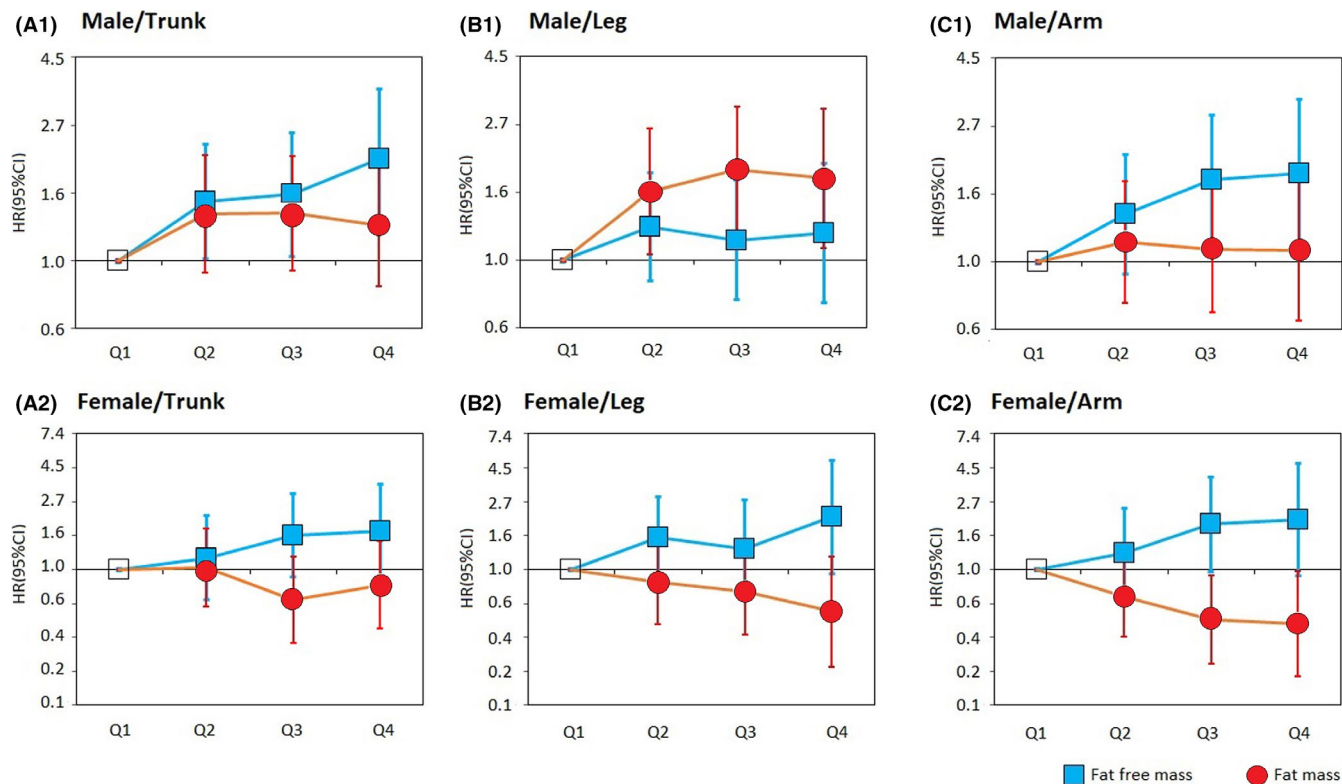 (A1) Male/Trunk
HR(95%CI)
4.5
2.7
1.6
1.0
0.6
Q1 Q2 Q3 Q4
(B1) Male/Leg
HR(95%CI)
4.5
2.7
1.6
1.0
0.6
Q1 Q2 Q3 Q4
(C1) Male/Arm
HR(95%CI)
4.5
2.7
1.6
1.0
0.6
Q1 Q2 Q3 Q4
(A2) Female/Trunk
HR(95%CI)
7.4
4.5
2.7
1.6
1.0
0.6
0.4
0.2
0.1
Q1 Q2 Q3 Q4
(B2) Female/Leg
HR(95%CI)
7.4
4.5
2.7
1.6
1.0
0.6
0.4
0.2
0.1
Q1 Q2 Q3 Q4
(C2) Female/Arm
HR(95%CI)
7.4
4.5
2.7
1.6
1.0
0.6
0.4
0.2
0.1
Q1 Q2 Q3 Q4
Fat free mass Fat mass